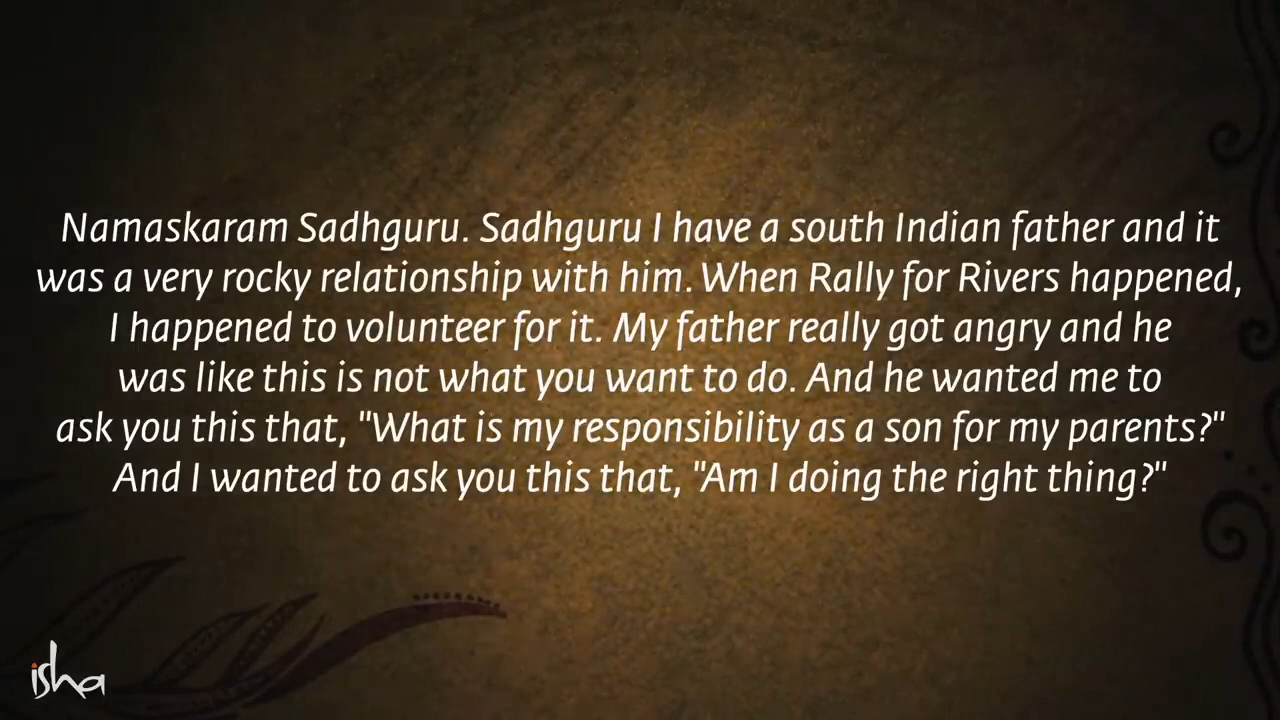 Namaskaram Sadhguru. Sadhguru I have a south Indian father and it
was a very rocky relationship with him. When Rally for Rivers happened,
I happened to volunteer for it. My father really got angry and he
was like this is not what you want to do. And he wanted me to
ask you this that, "What is my responsibility as a son for my parents?"
And I wanted to ask you this that, "Am I doing the right thing?"
isha